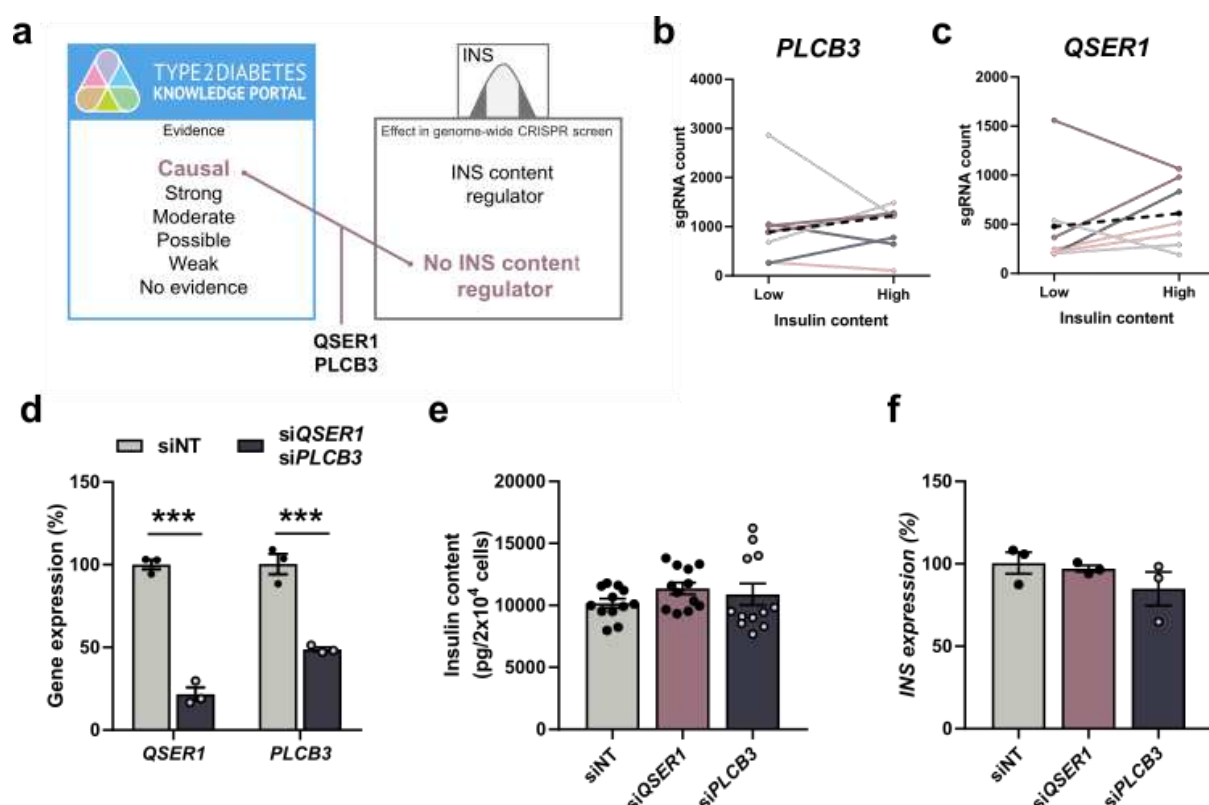 a
TYPE 2 DIABETES
KNOWLEDGE PORTAL
Evidence
Causal
Strong
Moderate
Possible
Weak
No evidence
INS
Effect in genome-wide CRISPR screen
INS content
regulator
No INS content
regulator
QSER1
PLCB3
b
PLCB3
sgRNA count
4000
3000
2000
1000
0
Low
High
Insulin content
c
QSER1
sgRNA count
2000
1500
1000
500
0
Low
High
Insulin content
d
siNT
siQSER1
siPLCB3
Gene expression (%)
150
100
50
0
***
***
QSER1
PLCB3
e
Insulin content
(pg/2x10⁴ cells)
20000
15000
10000
5000
0
siNT
siQSER1
siPLCB3
f
INS expression (%)
150
100
50
0
siNT
siQSER1
siPLCB3